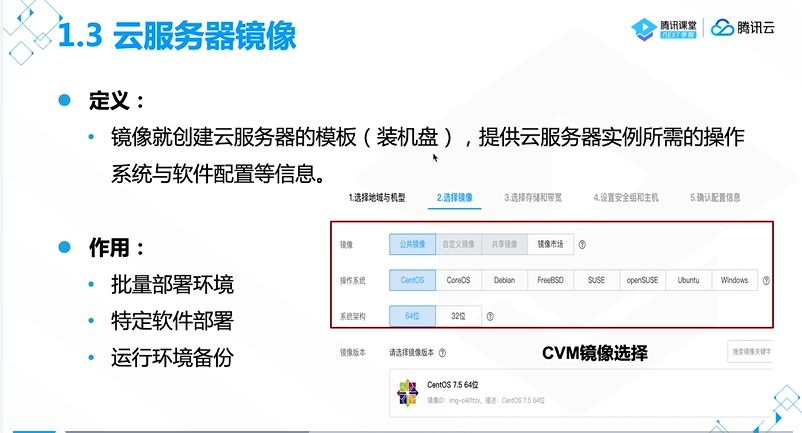 1.3 云服务器镜像
腾讯课堂
NEXT学院
腾讯云
定义：
镜像就创建云服务器的模板（装机盘），提供云服务器实例所需的操作
系统与软件配置等信息。
1.选择地域与机型 2.选择镜像 3.选择存储和带宽 4.设置安全组和主机 5.确认配置信息
作用：
批量部署环境
特定软件部署
运行环境备份
镜像 公共镜像 自定义镜像 共享镜像 镜像市场 ?
操作系统 CentOS CoreOS Debian FreeBSD SUSE openSUSE Ubuntu Windows ?
系统架构 64位 32位 ?
镜像版本 请选择镜像版本 ? CVM镜像选择 搜索镜像关键字
CentOS 7.5 64位
镜像ID： 描述：CentOS 7.5 64位